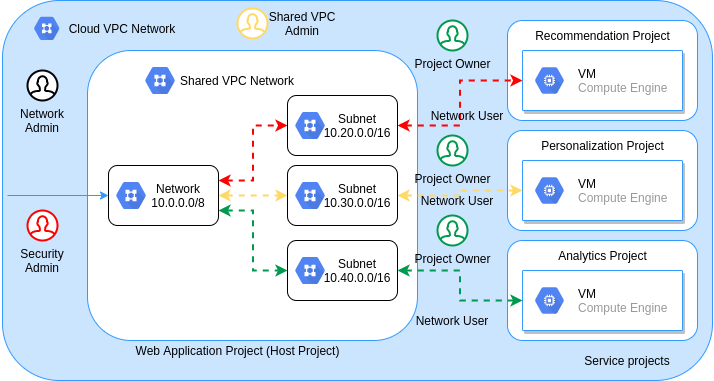 Cloud VPC Network
Shared VPC
Admin
Project Owner
Recommendation Project
VM
Compute Engine
Network
Admin
Shared VPC Network
Subnet
10.20.0.0/16
Network User
Project Owner
Personalization Project
VM
Compute Engine
Network
10.0.0.0/8
Subnet
10.30.0.0/16
Network User
Security
Admin
Subnet
10.40.0.0/16
Project Owner
Analytics Project
VM
Compute Engine
Network User
Web Application Project (Host Project)
Service projects